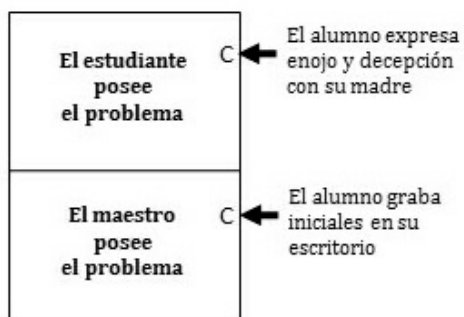 El estudiante
posee
el problema
C
El alumno expresa
enojo y decepción
con su madre
El maestro
posee
el problema
C
El alumno graba
iniciales en su
escritorio